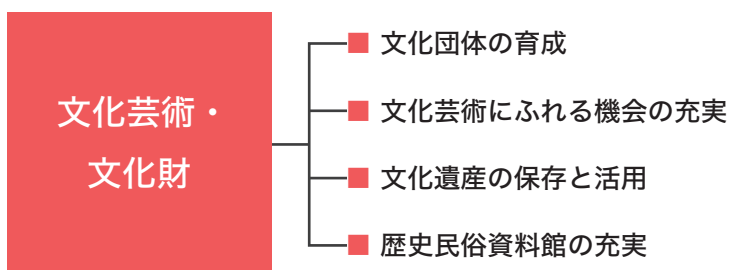 文化芸術・
文化財
文化団体の育成
文化芸術にふれる機会の充実
文化遺産の保存と活用
歴史民俗資料館の充実